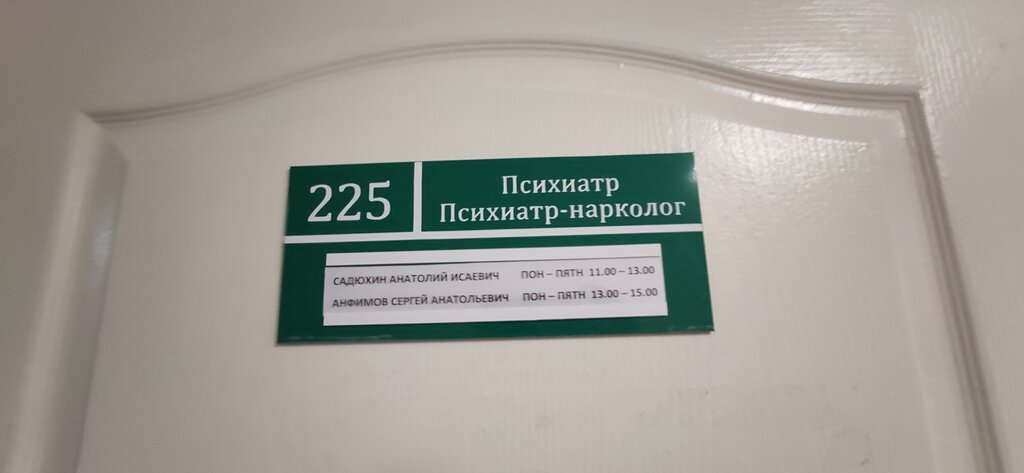 225
Психиатр
Психиатр-нарколог
САДЮХИН АНАТОЛИЙ ИСАЕВИЧ ПОН – ПЯТН 11.00 – 13.00
АНФИМОВ СЕРГЕЙ АНАТОЛЬЕВИЧ ПОН – ПЯТН 13.00 – 15.00